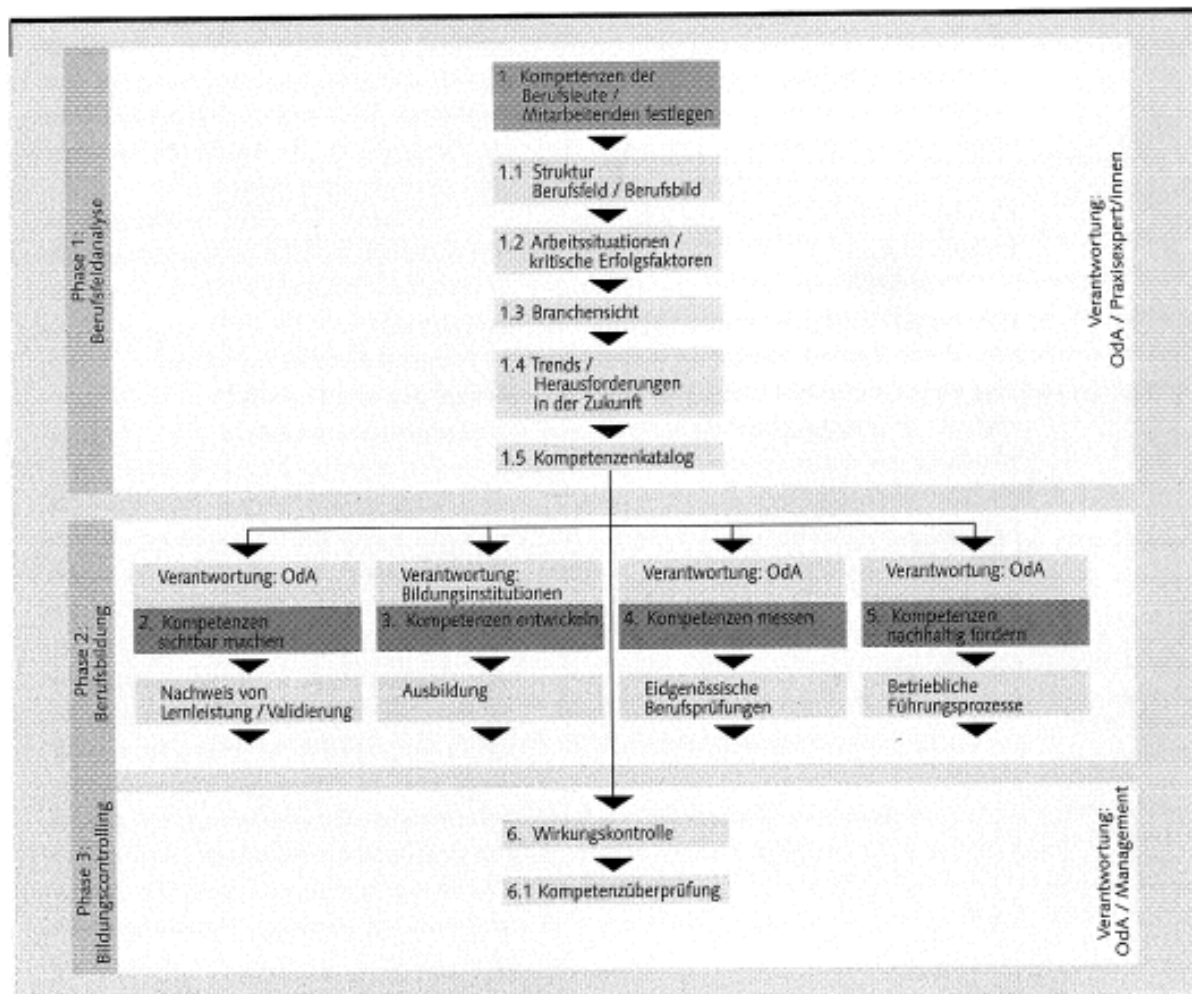 Phase 1:
Berufsfeldanalyse
1. Kompetenzen der
Berufsleute /
Mitarbeitenden festlegen
1.1 Struktur
Berufsfeld / Berufsbild
1.2 Arbeitssituationen /
kritische Erfolgsfaktoren
1.3 Branchensicht
1.4 Trends /
Herausforderungen
in der Zukunft
1.5 Kompetenzenkatalog
Verantwortung:
OdA / Praxisexpert/innen
Phase 2:
Berufsbildung
Verantwortung: OdA
2. Kompetenzen
sichtbar machen
Nachweis von
Lernleistung / Validierung
Verantwortung:
Bildungsinstitutionen
3. Kompetenzen entwickeln
Ausbildung
Verantwortung: OdA
4. Kompetenzen messen
Eidgenössische
Berufsprüfungen
Verantwortung: OdA
5. Kompetenzen
nachhaltig fördern
Betriebliche
Führungsprozesse
Phase 3:
Bildungscontrolling
6. Wirkungskontrolle
6.1 Kompetenzüberprüfung
Verantwortung:
OdA / Management